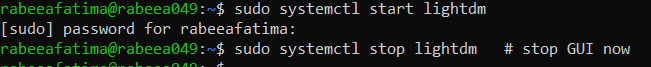 rabeeafatima@rabeea049:~$ sudo systemctl start lightdm
[sudo] password for rabeeafatima:
rabeeafatima@rabeea049:~$ sudo systemctl stop lightdm   # stop GUI now
rabeeafatima@rabeea049:~$